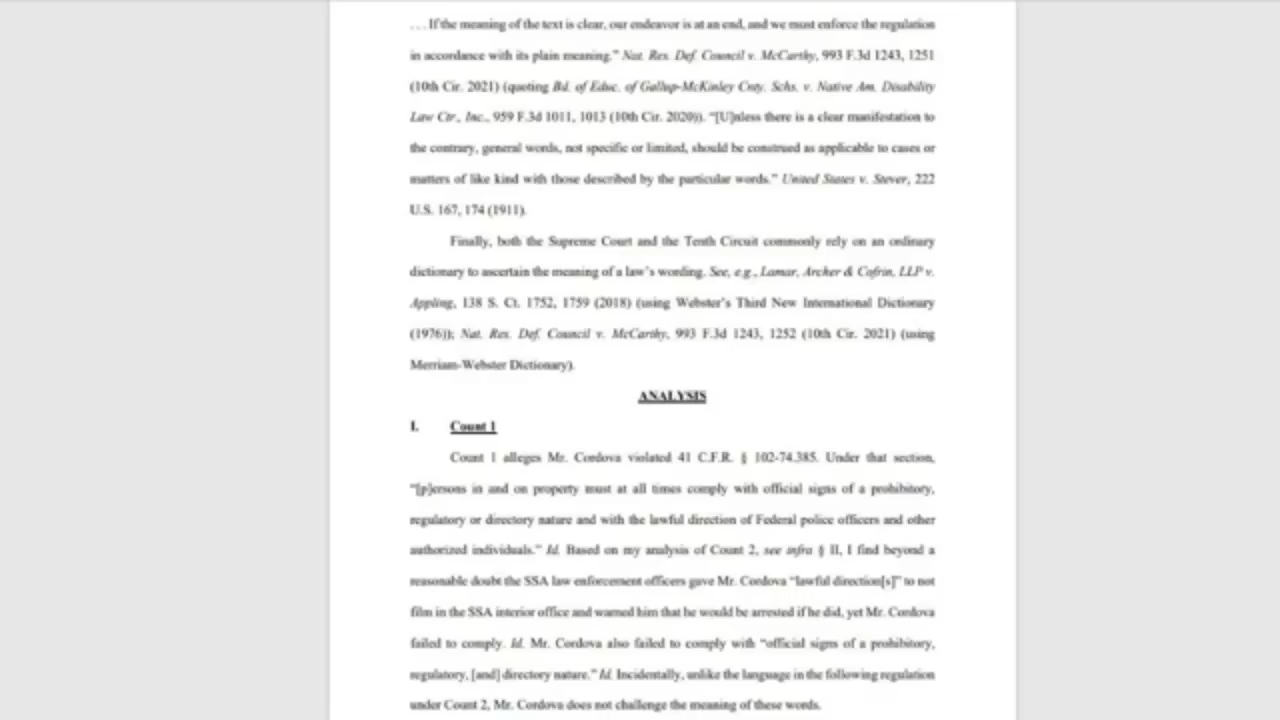 . . . If the meaning of the text is clear, our endeavor is at an end, and we must enforce the regulation
in accordance with its plain meaning.” Nat. Res. Def. Council v. McCarthy, 993 F.3d 1243, 1251
(10th Cir. 2021) (quoting Bd. of Educ. of Gallup-McKinley Cnty. Schs. v. Native Am. Disability
Law Ctr., Inc., 959 F.3d 1011, 1013 (10th Cir. 2020)). “[U]nless there is a clear manifestation to
the contrary, general words, not specific or limited, should be construed as applicable to cases or
matters of like kind with those described by the particular words.” United States v. Stever, 222
U.S. 167, 174 (1911).
Finally, both the Supreme Court and the Tenth Circuit commonly rely on an ordinary
dictionary to ascertain the meaning of a law’s wording. See, e.g., Lamar, Archer & Cofrin, LLP v.
Appling, 138 S. Ct. 1752, 1759 (2018) (using Webster’s Third New International Dictionary
(1976)); Nat. Res. Def. Council v. McCarthy, 993 F.3d 1243, 1252 (10th Cir. 2021) (using
Merriam-Webster Dictionary).
ANALYSIS
I. Count 1
Count 1 alleges Mr. Cordova violated 41 C.F.R. § 102-74.385. Under that section,
“[p]ersons in and on property must at all times comply with official signs of a prohibitory,
regulatory or directory nature and with the lawful direction of Federal police officers and other
authorized individuals.” Id. Based on my analysis of Count 2, see infra § II, I find beyond a
reasonable doubt the SSA law enforcement officers gave Mr. Cordova “lawful direction[s]” to not
film in the SSA interior office and warned him that he would be arrested if he did, yet Mr. Cordova
failed to comply. Id. Mr. Cordova also failed to comply with “official signs of a prohibitory,
regulatory, [and] directory nature.” Id. Incidentally, unlike the language in the following regulation
under Count 2, Mr. Cordova does not challenge the meaning of these words.